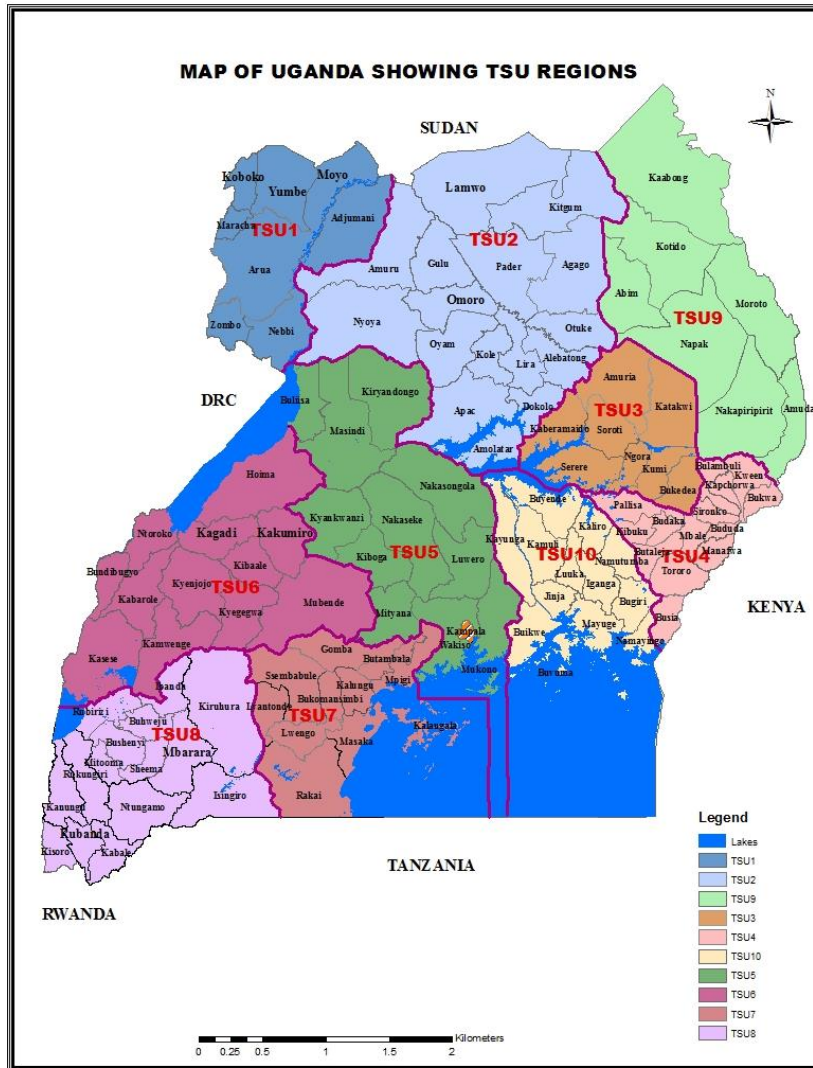 MAP OF UGANDA SHOWING TSU REGIONS
N
SUDAN
Koboko
Yumbe
Moyo
Adjumani
TSU1
Arua
Zombo
Nebbi
Lamwo
Kitgum
TSU2
Gulu
Amuru
Pader
Agago
Omoro
Nyoya
Oyam
Kole
Otuke
Lira
Alebatong
Apac
Dokolo
Amolatar
Kaabong
Kotido
Abim
Moroto
TSU9
Napak
Nakapiripirit
Amuda
DRC
Buliisa
Kiryandongo
Masindi
Amuria
Katakwi
TSU3
Kaberamaido
Soroti
Ngora
Serere
Kumi
Bukedea
Hoima
Nakasongola
Kyankwanzi
Nakaseke
Kiboga
TSU5
Luwero
Mityana
Kampala
Wakiso
Mukono
Ntoroko
Kagadi
Kakumiro
Bundibugyo
Kibaale
Kyenjojo
TSU6
Kabarole
Kyegegwa
Mubende
Kamwenge
Kasese
Buyende
Kayunga
Kaliro
Kamuli
TSU10
Namutumba
Luuka
Iganga
Jinja
Bugiri
Mayuge
Buikwe
Namayinga
Buvuma
Bulambuli
Kween
Kapchorwa
Bukwa
Sironko
Pallisa
Budaka
Kibuku
Mbale
Bududa
Butaleja
TSU4
Manafwa
Tororo
Busia
KENYA
Gomba
Butambala
Ssembabule
Kalungu
Mpigi
Bukomansimbi
Lyantonde
TSU7
Lwengo
Masaka
Kalangala
Rakai
Kiruhura
Rubirizi
Buhweju
TSU8
Bushenyi
Mbarara
Mitooma
Sheema
Rukungiri
Kanungu
Ntungamo
Isingiro
Rubanda
Kisoro
Kabale
TANZANIA
RWANDA
Legend
Lakes
TSU1
TSU2
TSU9
TSU3
TSU4
TSU10
TSU5
TSU6
TSU7
TSU8
Kilometers
0 0.25 0.5 1 1.5 2